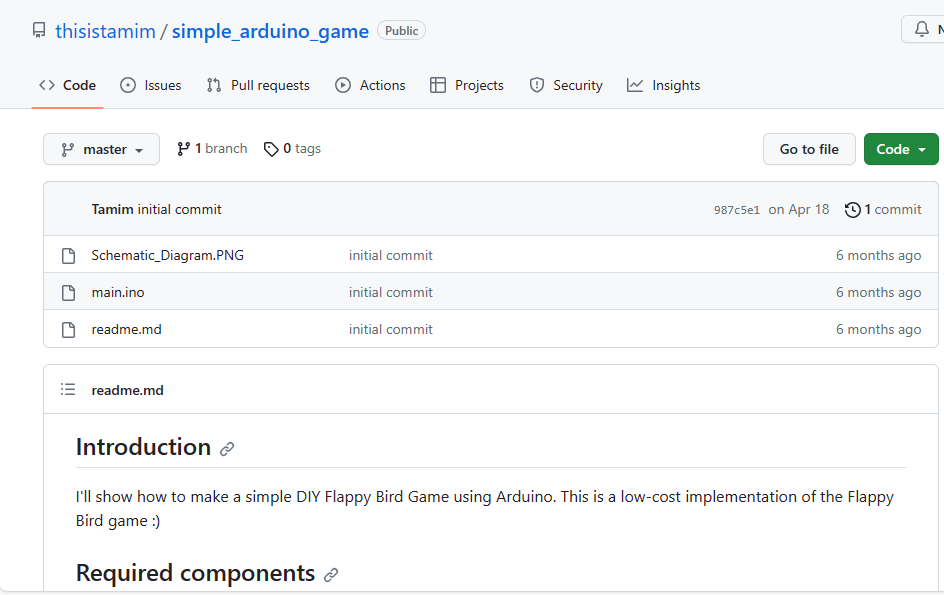 thisistamim / simple_arduino_game Public
Code Issues Pull requests Actions Projects Security Insights
master 1 branch 0 tags Go to file Code
Tamim initial commit 987c5e1 on Apr 18 1 commit
Schematic_Diagram.PNG initial commit 6 months ago
main.ino initial commit 6 months ago
readme.md initial commit 6 months ago
readme.md
Introduction
I'll show how to make a simple DIY Flappy Bird Game using Arduino. This is a low-cost implementation of the Flappy
Bird game :)
Required components